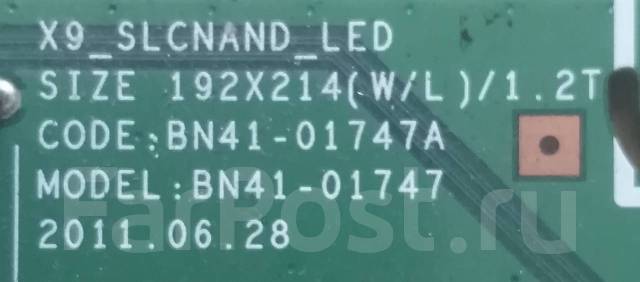 X9_SLCNAND_LED
SIZE 192X214(W/L)/1.2T
CODE:BN41-01747A
MODEL:BN41-01747
2011.06.28
FarPost.ru